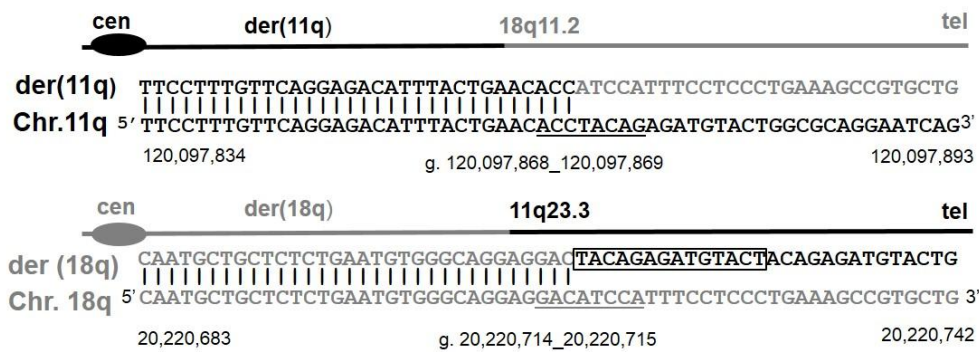 cen der(11q) 18q11.2 tel
der(11q) TTCCTTTGTTCAGGAGACATTTACTGAACACCATCCATTTCCTCCCTGAAAGCCGTGCTG
Chr.11q 5' TTCCTTTGTTCAGGAGACATTTACTGAACACCTACAGAGATGTACTGGCGCAGGAATCAG3'
120,097,834 g. 120,097,868_120,097,869 120,097,893
cen der(18q) 11q23.3 tel
der (18q) CAATGCTGCTCTCTGAATGTGGGCAGGAGGACTACAGAGATGTACTACAGAGATGTACTG
Chr. 18q 5' CAATGCTGCTCTCTGAATGTGGGCAGGAGGACATCCATTTCCTCCCTGAAAGCCGTGCTG 3'
20,220,683 g. 20,220,714_20,220,715 20,220,742